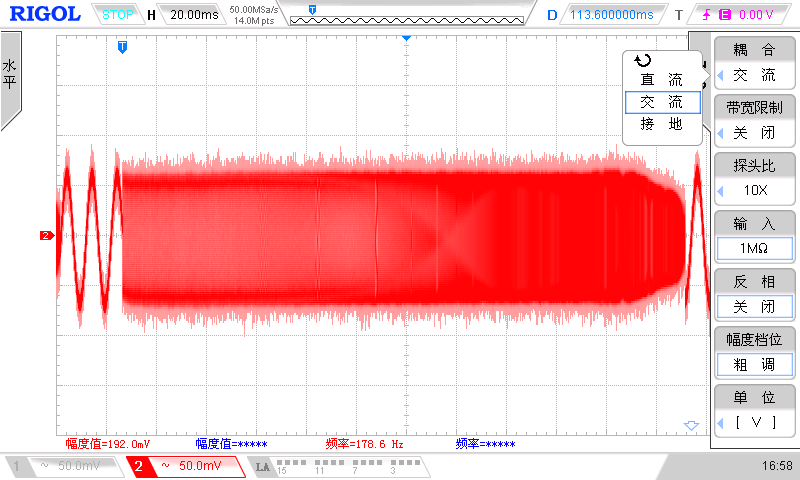 RIGOL STOP H 20.00ms 50.00MSa/s 14.0M pts D 113.600000ms T E 0.00 V
T
T
水平
耦 合
交 流
直 流
交 流
接 地
带宽限制
关 闭
探头比
10X
输 入
1MΩ
反 相
关 闭
幅度档位
粗 调
单 位
[ V ]
2
幅度值=192.0mV 幅度值=***** 频率=178.6 Hz 频率=*****
1 ~ 50.0mV 2 ~ 50.0mV LA 15 11 7 3 16:58